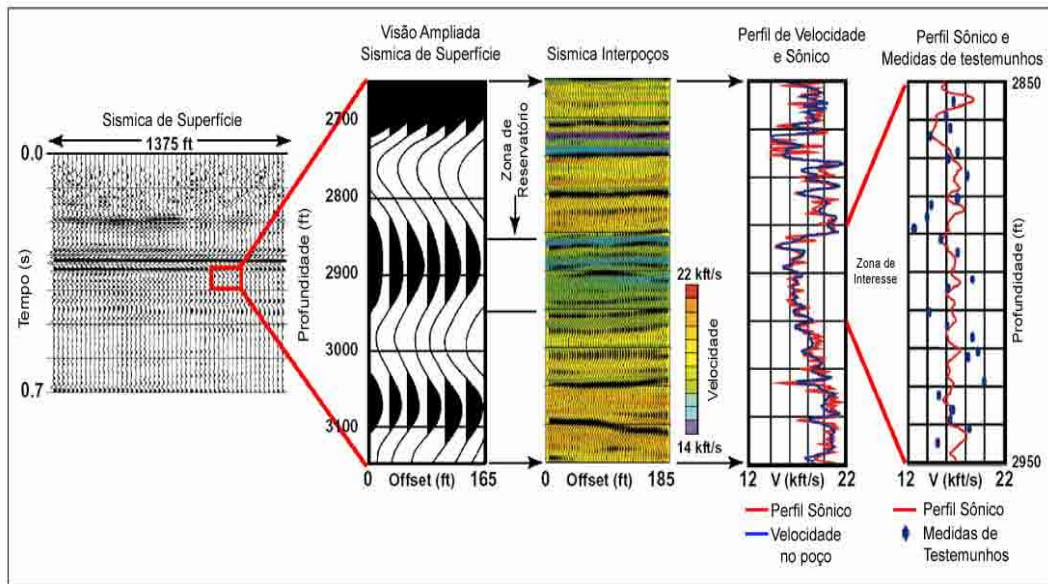 Sismica de Superfície
1375 ft
0.0
Tempo (s)
0.7
Visão Ampliada
Sismica de Superfície
2700
2800
2900
3000
3100
Profundidade (ft)
0 Offset (ft) 165
Sismica Interpoços
Zona de
Reservatório
22 kft/s
Velocidade
14 kft/s
0 Offset (ft) 185
Perfil de Velocidade
e Sônico
12 V (kft/s) 22
Perfil Sônico
Velocidade
no poço
Zona de
Interesse
Perfil Sônico e
Medidas de testemunhos
2850
Profundidade (ft)
2950
12 V (kft/s) 22
Perfil Sônico
Medidas de
Testemunhos